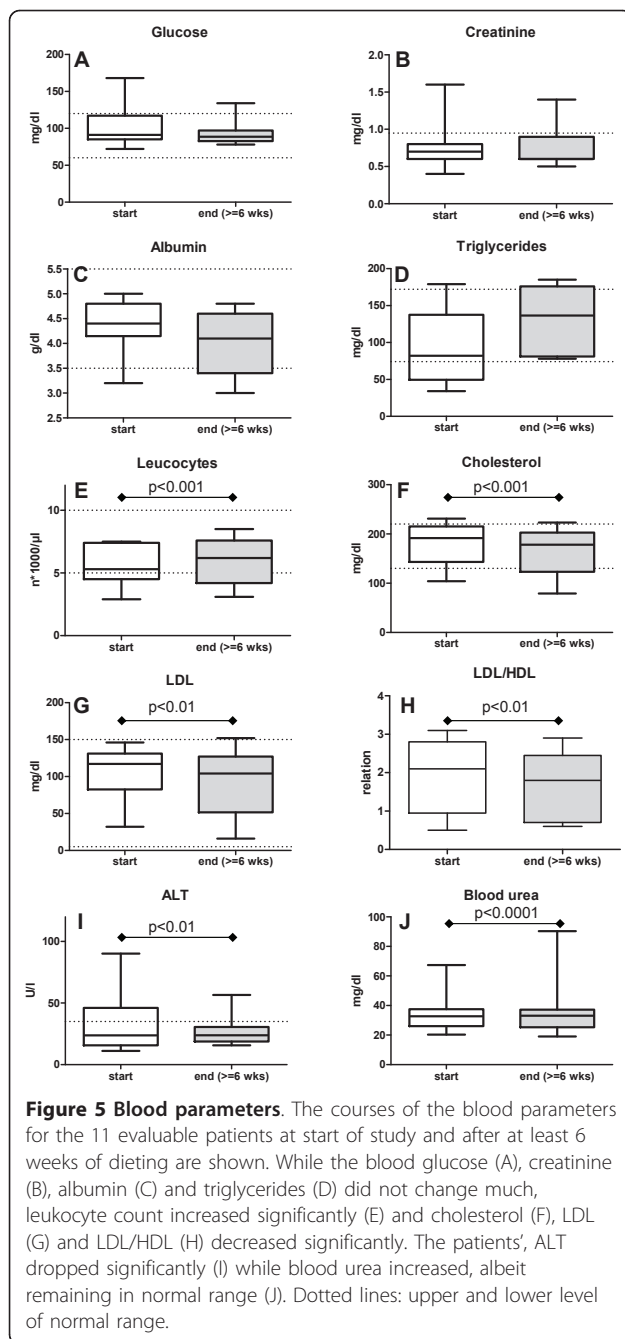 Glucose
A
mg/dl
200
150
100
50
0
start
end (>=6 wks)
Creatinine
B
mg/dl
2.0
1.5
1.0
0.5
0.0
start
end (>=6 wks)
Albumin
C
g/dl
5.5
5.0
4.5
4.0
3.5
3.0
2.5
start
end (>=6 wks)
Triglycerides
D
mg/dl
200
150
100
50
0
start
end (>=6 wks)
Leucocytes
E
p<0.001
n*1000/µl
10
5
0
start
end (>=6 wks)
Cholesterol
F
p<0.001
mg/dl
300
200
100
0
start
end (>=6 wks)
LDL
G
p<0.01
mg/dl
200
150
100
50
0
start
end (>=6 wks)
LDL/HDL
H
p<0.01
relation
4
3
2
1
0
start
end (>=6 wks)
ALT
I
p<0.01
U/l
100
50
0
start
end (>=6 wks)
Blood urea
J
p<0.0001
mg/dl
100
80
60
40
20
0
start
end (>=6 wks)
Figure 5 Blood parameters. The courses of the blood parameters
for the 11 evaluable patients at start of study and after at least 6
weeks of dieting are shown. While the blood glucose (A), creatinine
(B), albumin (C) and triglycerides (D) did not change much,
leukocyte count increased significantly (E) and cholesterol (F), LDL
(G) and LDL/HDL (H) decreased significantly. The patients', ALT
dropped significantly (I) while blood urea increased, albeit
remaining in normal range (J). Dotted lines: upper and lower level
of normal range.